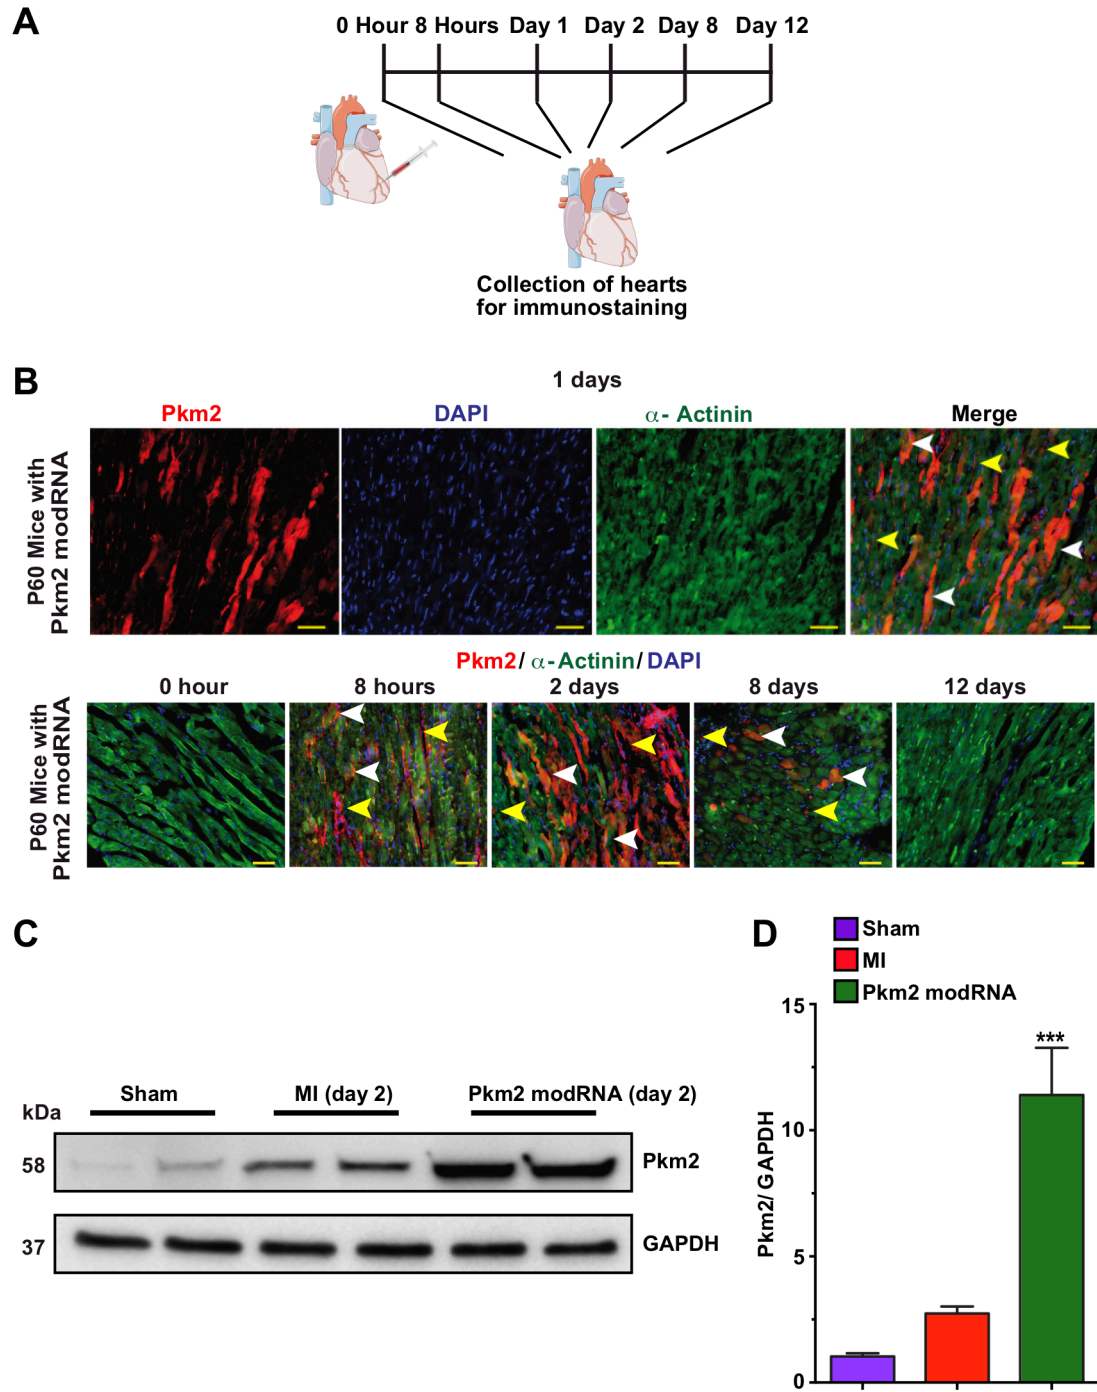 A
0 Hour 8 Hours Day 1 Day 2 Day 8 Day 12
Collection of hearts
for immunostaining
B
1 days
Pkm2 DAPI α- Actinin Merge
P60 Mice with
Pkm2 modRNA
Pkm2/ α-Actinin/ DAPI
0 hour 8 hours 2 days 8 days 12 days
P60 Mice with
Pkm2 modRNA
C
Sham MI (day 2) Pkm2 modRNA (day 2)
kDa
58 Pkm2
37 GAPDH
D
Sham
MI
Pkm2 modRNA
Pkm2/ GAPDH
15
10
5
0
***